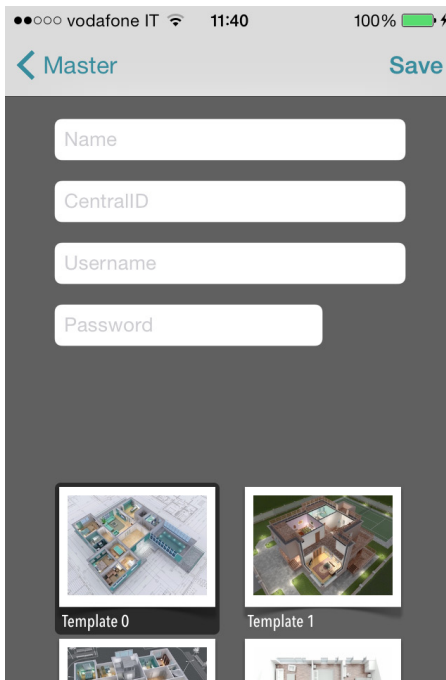 vodafone IT 11:40 100%
Master Save
Name
CentralID
Username
Password
Template 0 Template 1